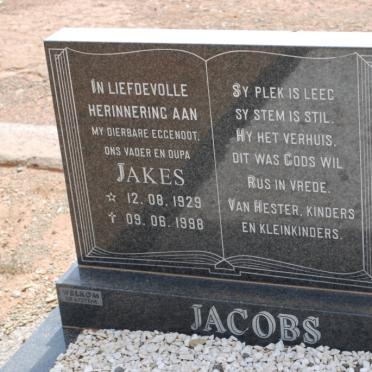 IN LIEFDEVOLLE
HERINNERING AAN
MY DIERBARE EGGENOOT,
ONS VADER EN OUPA
JAKES
☆ 12.08.1929
✝ 09.06.1998
SY PLEK IS LEEG
SY STEM IS STIL.
HY HET VERHUIS,
DIT WAS GODS WIL
RUS IN VREDE.
VAN HESTER, KINDERS
EN KLEINKINDERS.
WELKOM
JACOBS